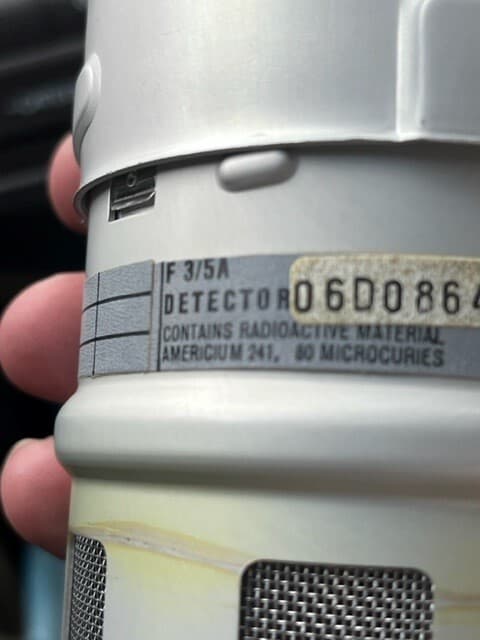 F 3/5A
DETECTOR 06D0864
CONTAINS RADIOACTIVE MATERIAL
AMERICIUM 241, 80 MICROCURIES